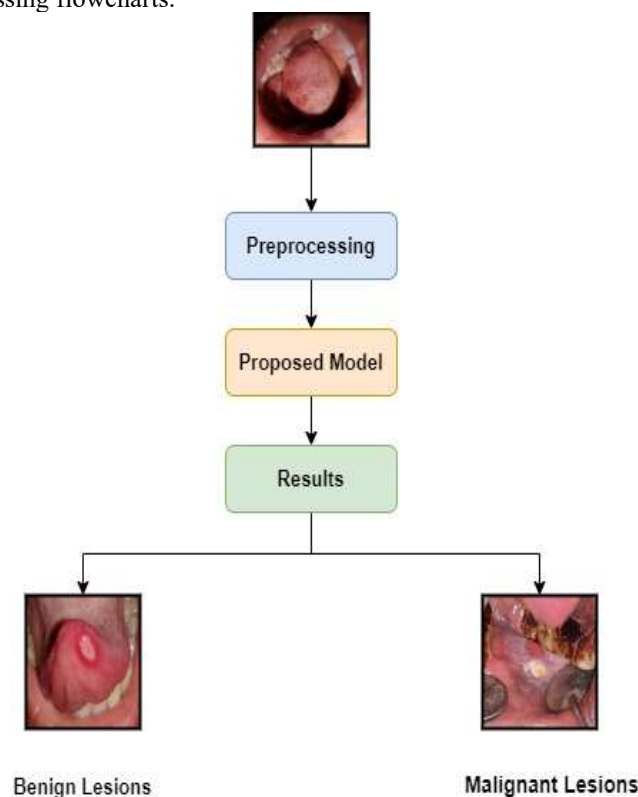 Preprocessing
Proposed Model
Results
Benign Lesions
Malignant Lesions